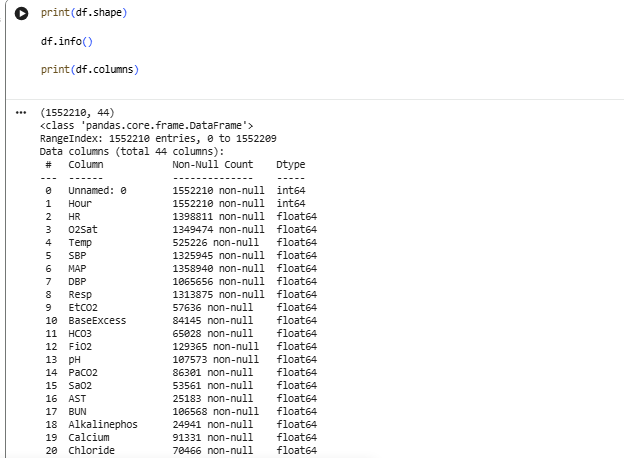 print(df.shape)
df.info()
print(df.columns)
(1552210, 44)
<class 'pandas.core.frame.DataFrame'>
RangeIndex: 1552210 entries, 0 to 1552209
Data columns (total 44 columns):
 #   Column            Non-Null Count    Dtype
---  ------            --------------    -----
 0   Unnamed: 0        1552210 non-null  int64
 1   Hour              1552210 non-null  int64
 2   HR                1398811 non-null  float64
 3   O2Sat             1349474 non-null  float64
 4   Temp              525226 non-null   float64
 5   SBP               1325945 non-null  float64
 6   MAP               1358940 non-null  float64
 7   DBP               1065656 non-null  float64
 8   Resp              1313875 non-null  float64
 9   EtCO2             57636 non-null    float64
 10  BaseExcess        84145 non-null    float64
 11  HCO3              65028 non-null    float64
 12  FiO2              129365 non-null   float64
 13  pH                107573 non-null   float64
 14  PaCO2             86301 non-null    float64
 15  SaO2              53561 non-null    float64
 16  AST               25183 non-null    float64
 17  BUN               106568 non-null   float64
 18  Alkalinephos      24941 non-null    float64
 19  Calcium           91331 non-null    float64
 20  Chloride          70466 non-null    float64